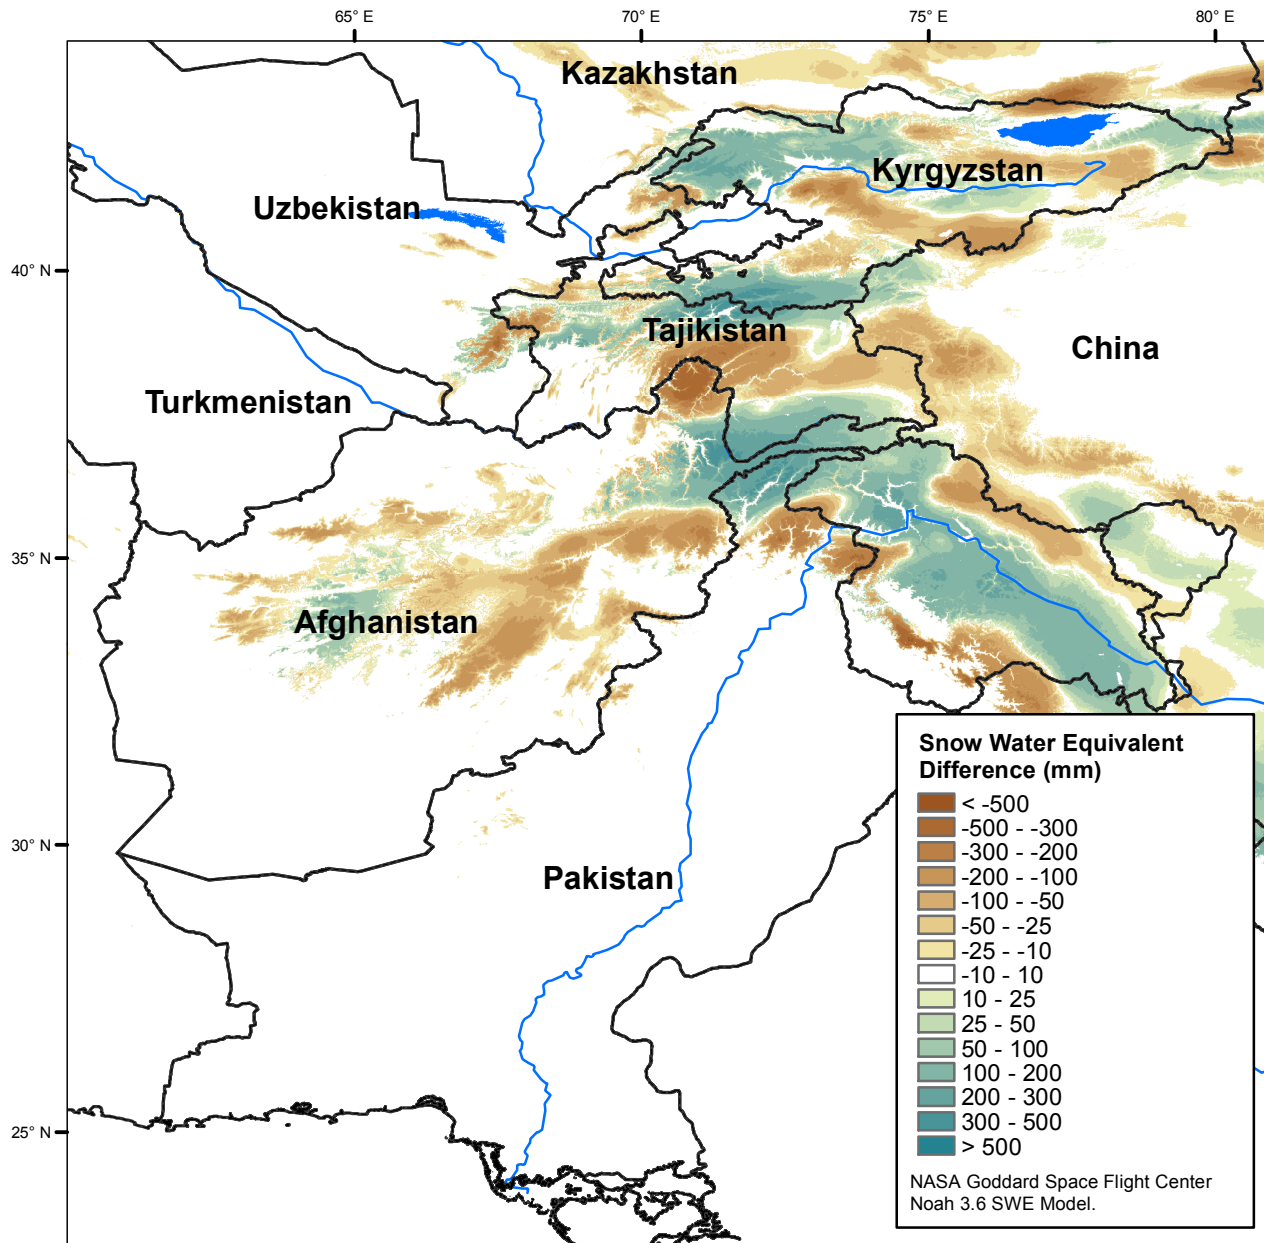 65° E
70° E
75° E
80° E
Kazakhstan
Kyrgyzstan
Uzbekistan
40° N
Tajikistan
China
Turkmenistan
35° N
Afghanistan
30° N
Pakistan
25° N
Snow Water Equivalent
Difference (mm)
< -500
-500 - -300
-300 - -200
-200 - -100
-100 - -50
-50 - -25
-25 - -10
-10 - 10
10 - 25
25 - 50
50 - 100
100 - 200
200 - 300
300 - 500
> 500
NASA Goddard Space Flight Center
Noah 3.6 SWE Model.